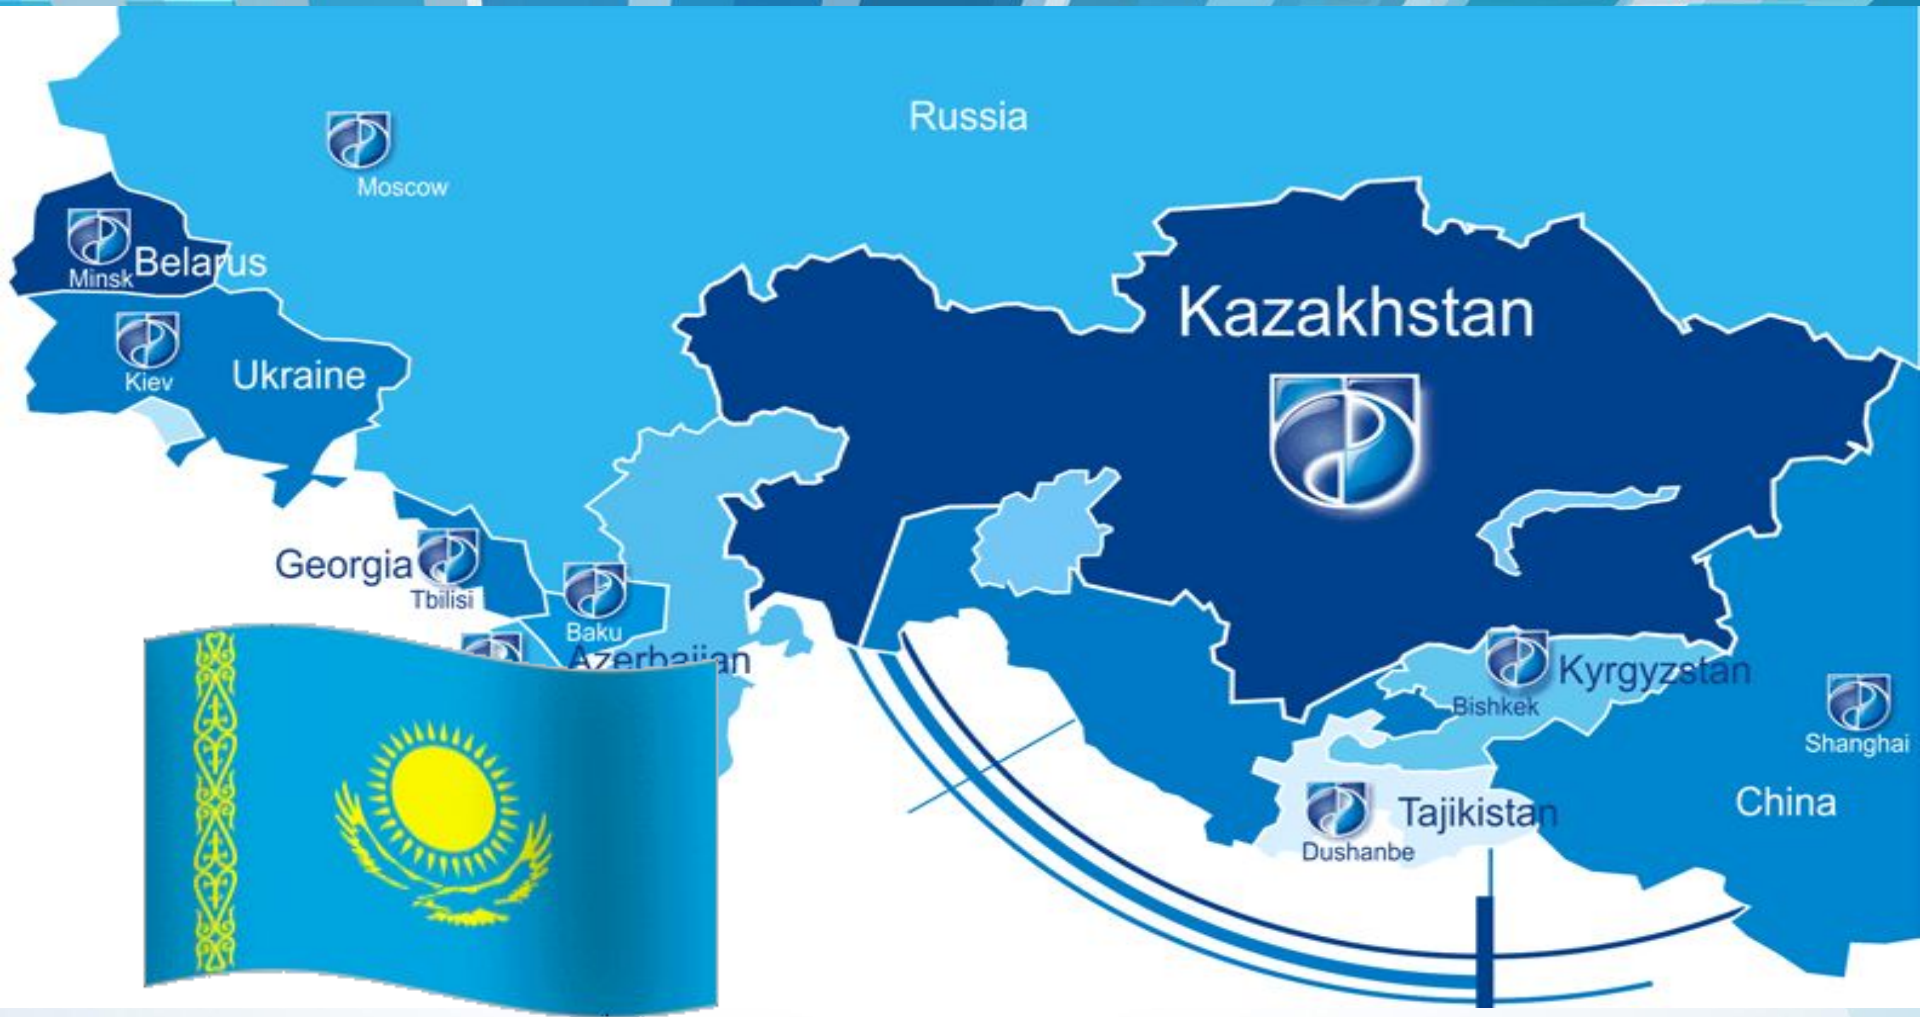 Russia
Moscow
Belarus
Minsk
Kazakhstan
Kiev
Ukraine
Georgia
Tbilisi
Baku
Azerbaijan
Kyrgyzstan
Bishkek
Shanghai
China
Tajikistan
Dushanbe